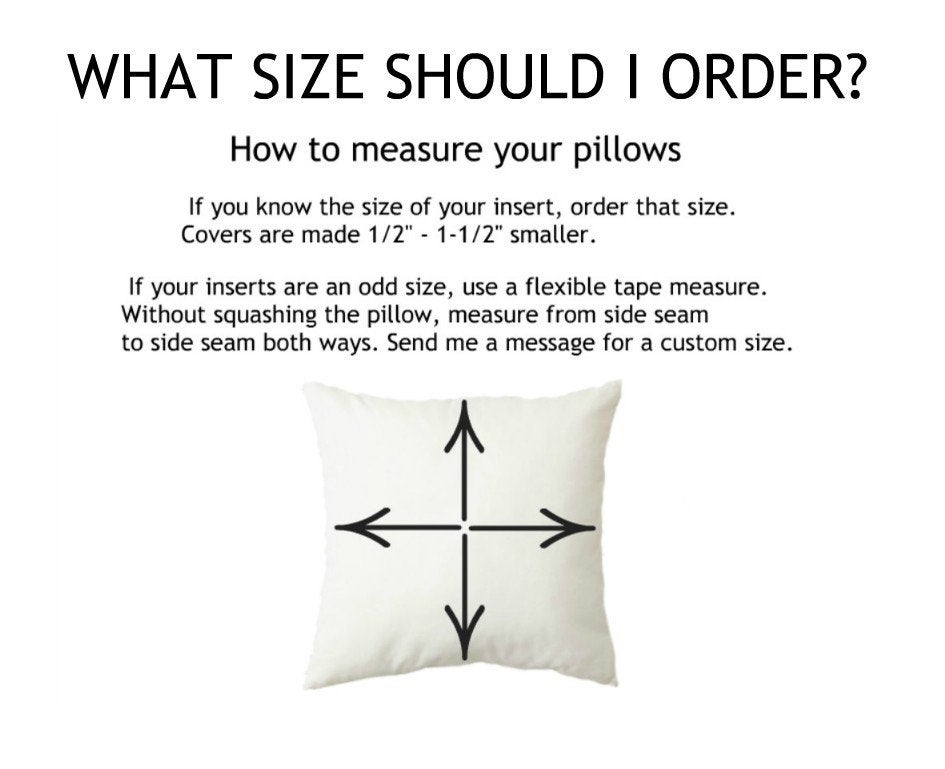 WHAT SIZE SHOULD I ORDER?
How to measure your pillows
If you know the size of your insert, order that size.
Covers are made 1/2" - 1-1/2" smaller.
If your inserts are an odd size, use a flexible tape measure.
Without squashing the pillow, measure from side seam
to side seam both ways. Send me a message for a custom size.